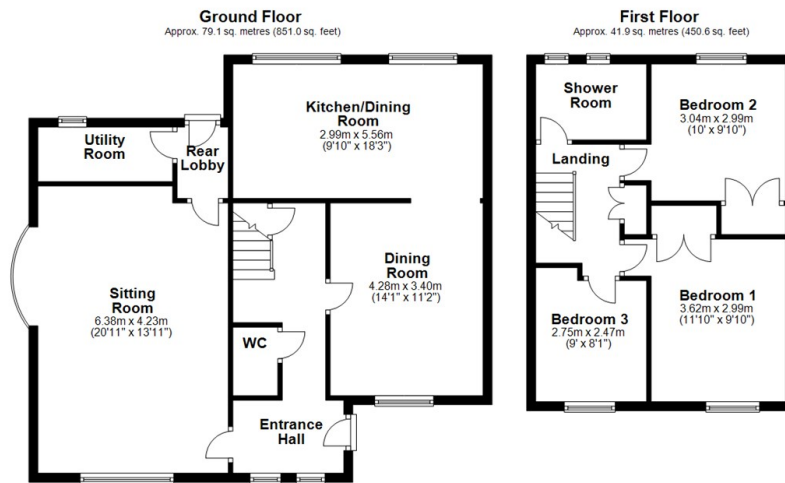 Ground Floor
Approx. 79.1 sq. metres (851.0 sq. feet)
Kitchen/Dining
Room
2.99m x 5.56m
(9'10" x 18'3")
Utility
Room
Rear
Lobby
Sitting
Room
6.38m x 4.23m
(20'11" x 13'11")
Dining
Room
4.28m x 3.40m
(14'1" x 11'2")
WC
Entrance
Hall
First Floor
Approx. 41.9 sq. metres (450.6 sq. feet)
Shower
Room
Bedroom 2
3.04m x 2.99m
(10' x 9'10")
Landing
Bedroom 1
3.62m x 2.99m
(11'10" x 9'10")
Bedroom 3
2.75m x 2.47m
(9' x 8'1")